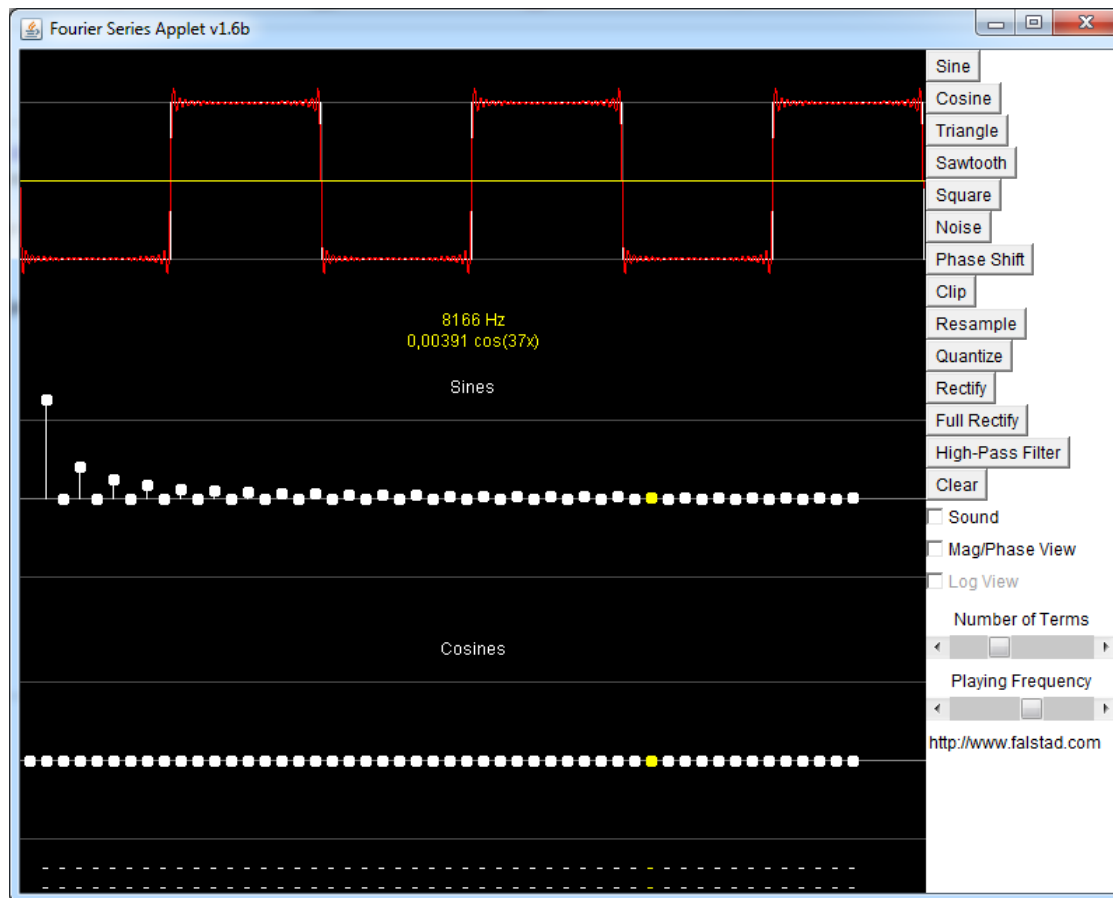 Fourier Series Applet v1.6b
8166 Hz
0,00391 cos(37x)
Sines
Cosines
Sine
Cosine
Triangle
Sawtooth
Square
Noise
Phase Shift
Clip
Resample
Quantize
Rectify
Full Rectify
High-Pass Filter
Clear
Sound
Mag/Phase View
Log View
Number of Terms
Playing Frequency
http://www.falstad.com